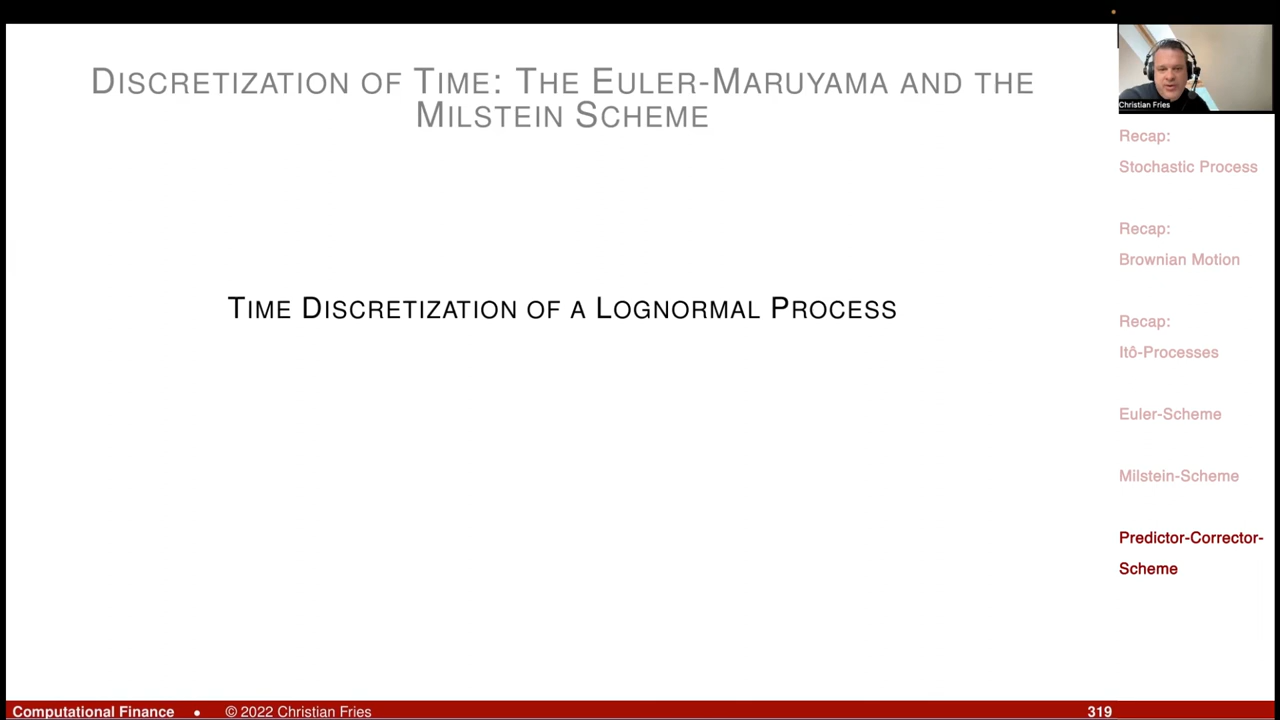 DISCRETIZATION OF TIME: THE EULER-MARUYAMA AND THE
MILSTEIN SCHEME
TIME DISCRETIZATION OF A LOGNORMAL PROCESS
Christian Fries
Recap:
Stochastic Process
Recap:
Brownian Motion
Recap:
Itô-Processes
Euler-Scheme
Milstein-Scheme
Predictor-Corrector-
Scheme
Computational Finance • © 2022 Christian Fries 319